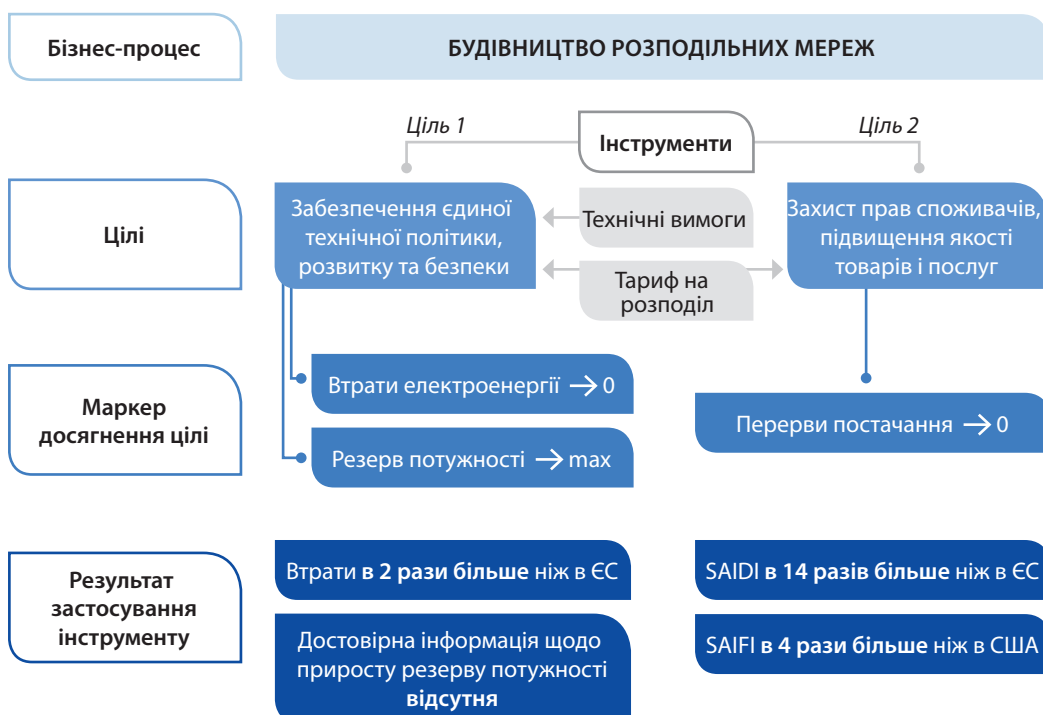 Бізнес-процес
БУДІВНИЦТВО РОЗПОДІЛЬНИХ МЕРЕЖ
Ціль 1
Інструменти
Ціль 2
Цілі
Забезпечення єдиної
технічної політики,
розвитку та безпеки
Технічні вимоги
Тариф на
розподіл
Захист прав споживачів,
підвищення якості
товарів і послуг
Маркер
досягнення цілі
Втрати електроенергії → 0
Резерв потужності → max
Перерви постачання → 0
Результат
застосування
інструменту
Втрати в 2 рази більше ніж в ЄС
Достовірна інформація щодо
приросту резерву потужності
відсутня
SAIDI в 14 разів більше ніж в ЄС
SAIFI в 4 рази більше ніж в США